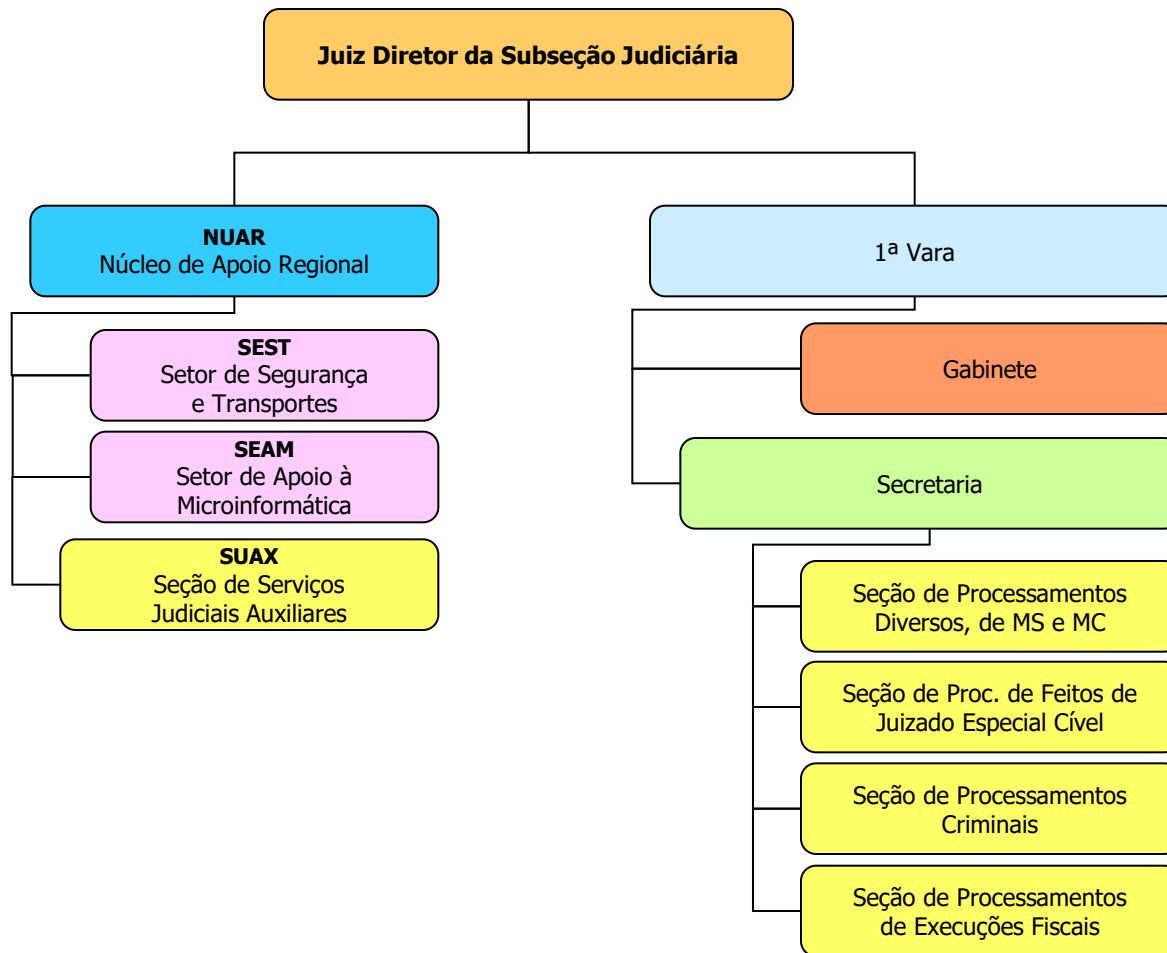 Juiz Diretor da Subseção Judiciária
NUAR
Núcleo de Apoio Regional
SEST
Setor de Segurança
e Transportes
SEAM
Setor de Apoio à
Microinformática
SUAX
Seção de Serviços
Judiciais Auxiliares
1ª Vara
Gabinete
Secretaria
Seção de Processamentos
Diversos, de MS e MC
Seção de Proc. de Feitos de
Juizado Especial Cível
Seção de Processamentos
Criminais
Seção de Processamentos
de Execuções Fiscais